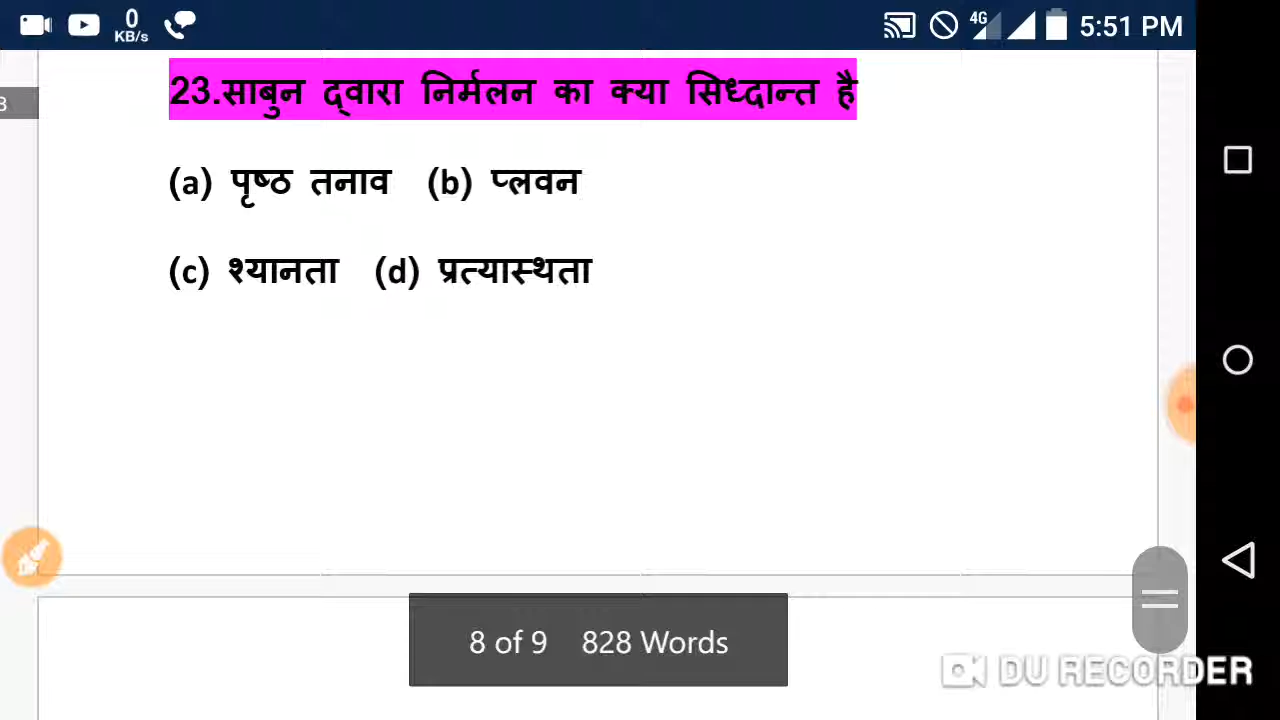 0
KB/s
4G
5:51 PM
23.साबुन द्वारा निर्मलन का क्या सिध्दान्त है
3
(a) पृष्ठ तनाव (b) प्लवन
(c) श्यानता (d) प्रत्यास्थता
8 of 9 828 Words
DU RECORDER